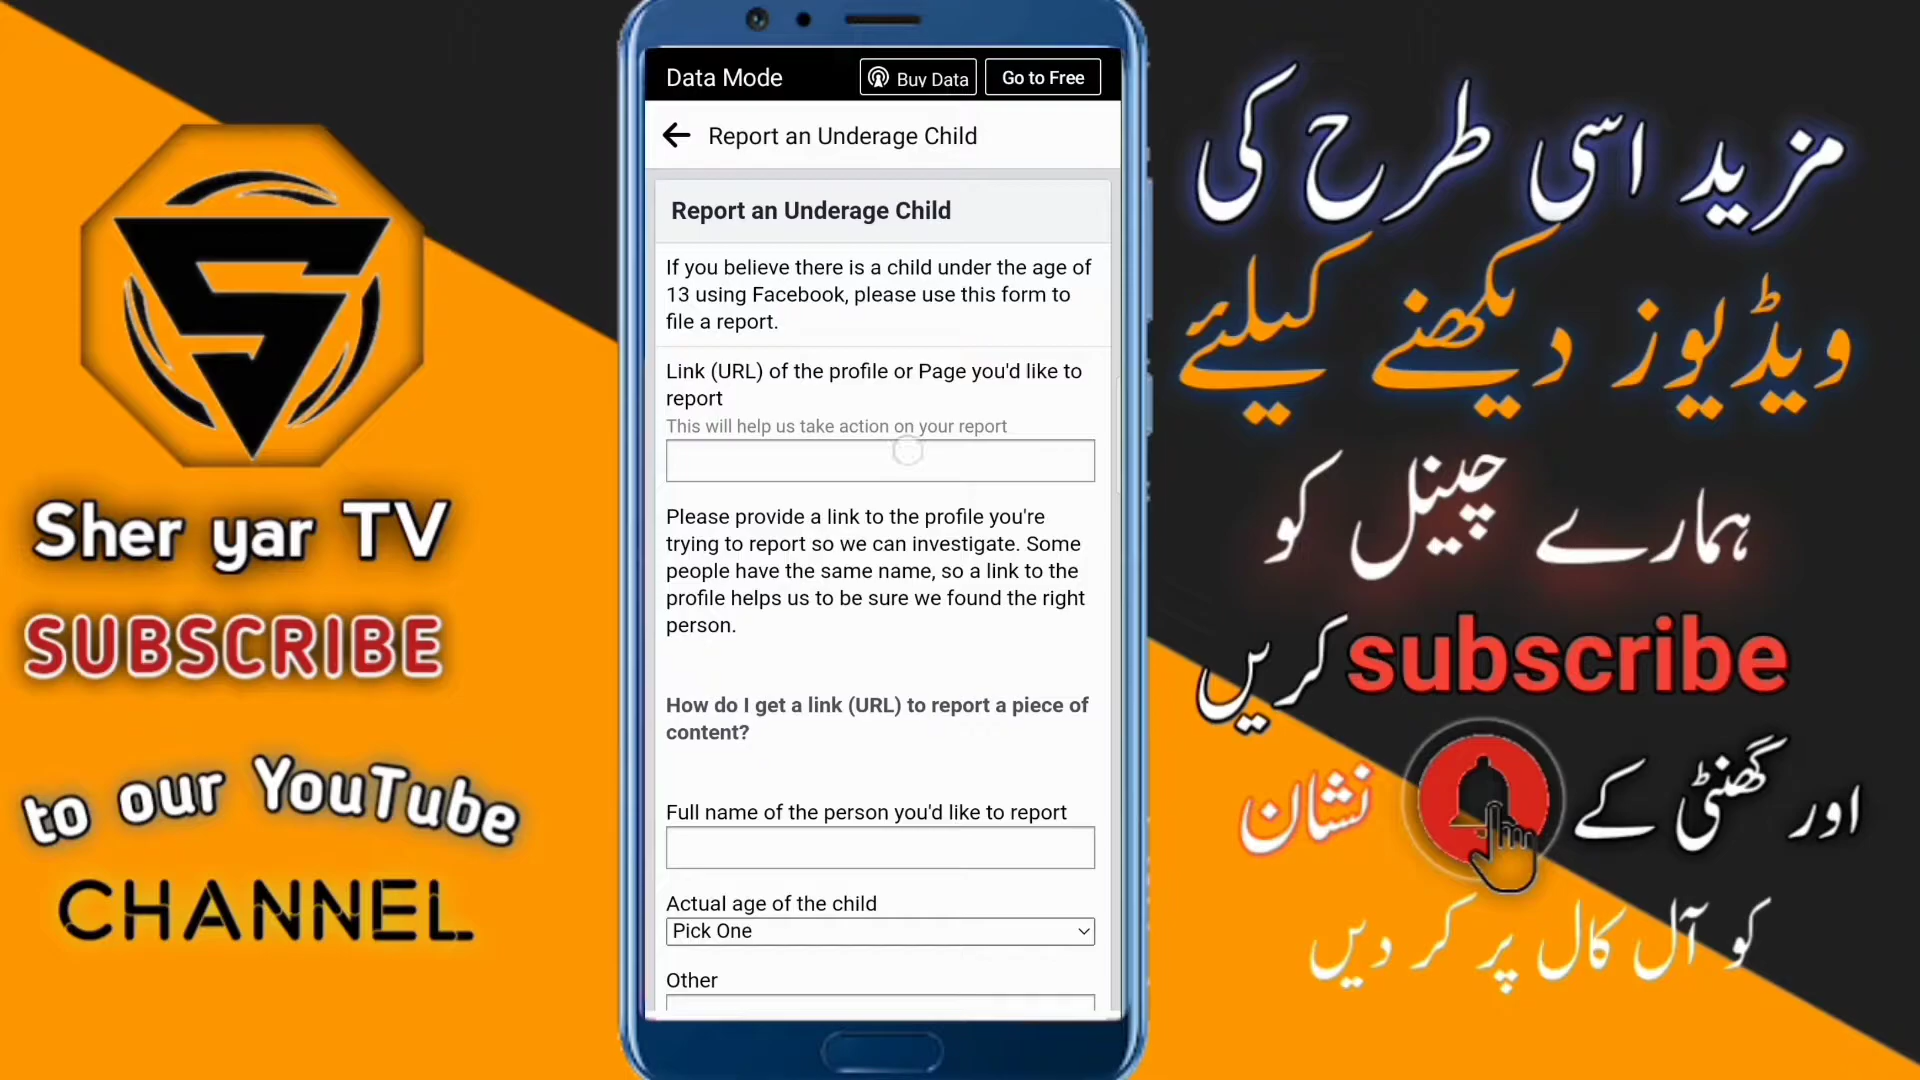 Sher yar TV
SUBSCRIBE
to our YouTube
CHANNEL
Data Mode
Buy Data
Go to Free
Report an Underage Child
Report an Underage Child
If you believe there is a child under the age of
13 using Facebook, please use this form to
file a report.
Link (URL) of the profile or Page you'd like to
report
This will help us take action on your report
Please provide a link to the profile you're
trying to report so we can investigate. Some
people have the same name, so a link to the
profile helps us to be sure we found the right
person.
How do I get a link (URL) to report a piece of
content?
Full name of the person you'd like to report
Actual age of the child
Pick One
Other
مزید اسی طرح کی
ویڈیوز دیکھنے کیلئے
ہمارے چینل کو
subscribe کریں
اور گھنٹی کے نشان
کو آل کال پر کر دیں